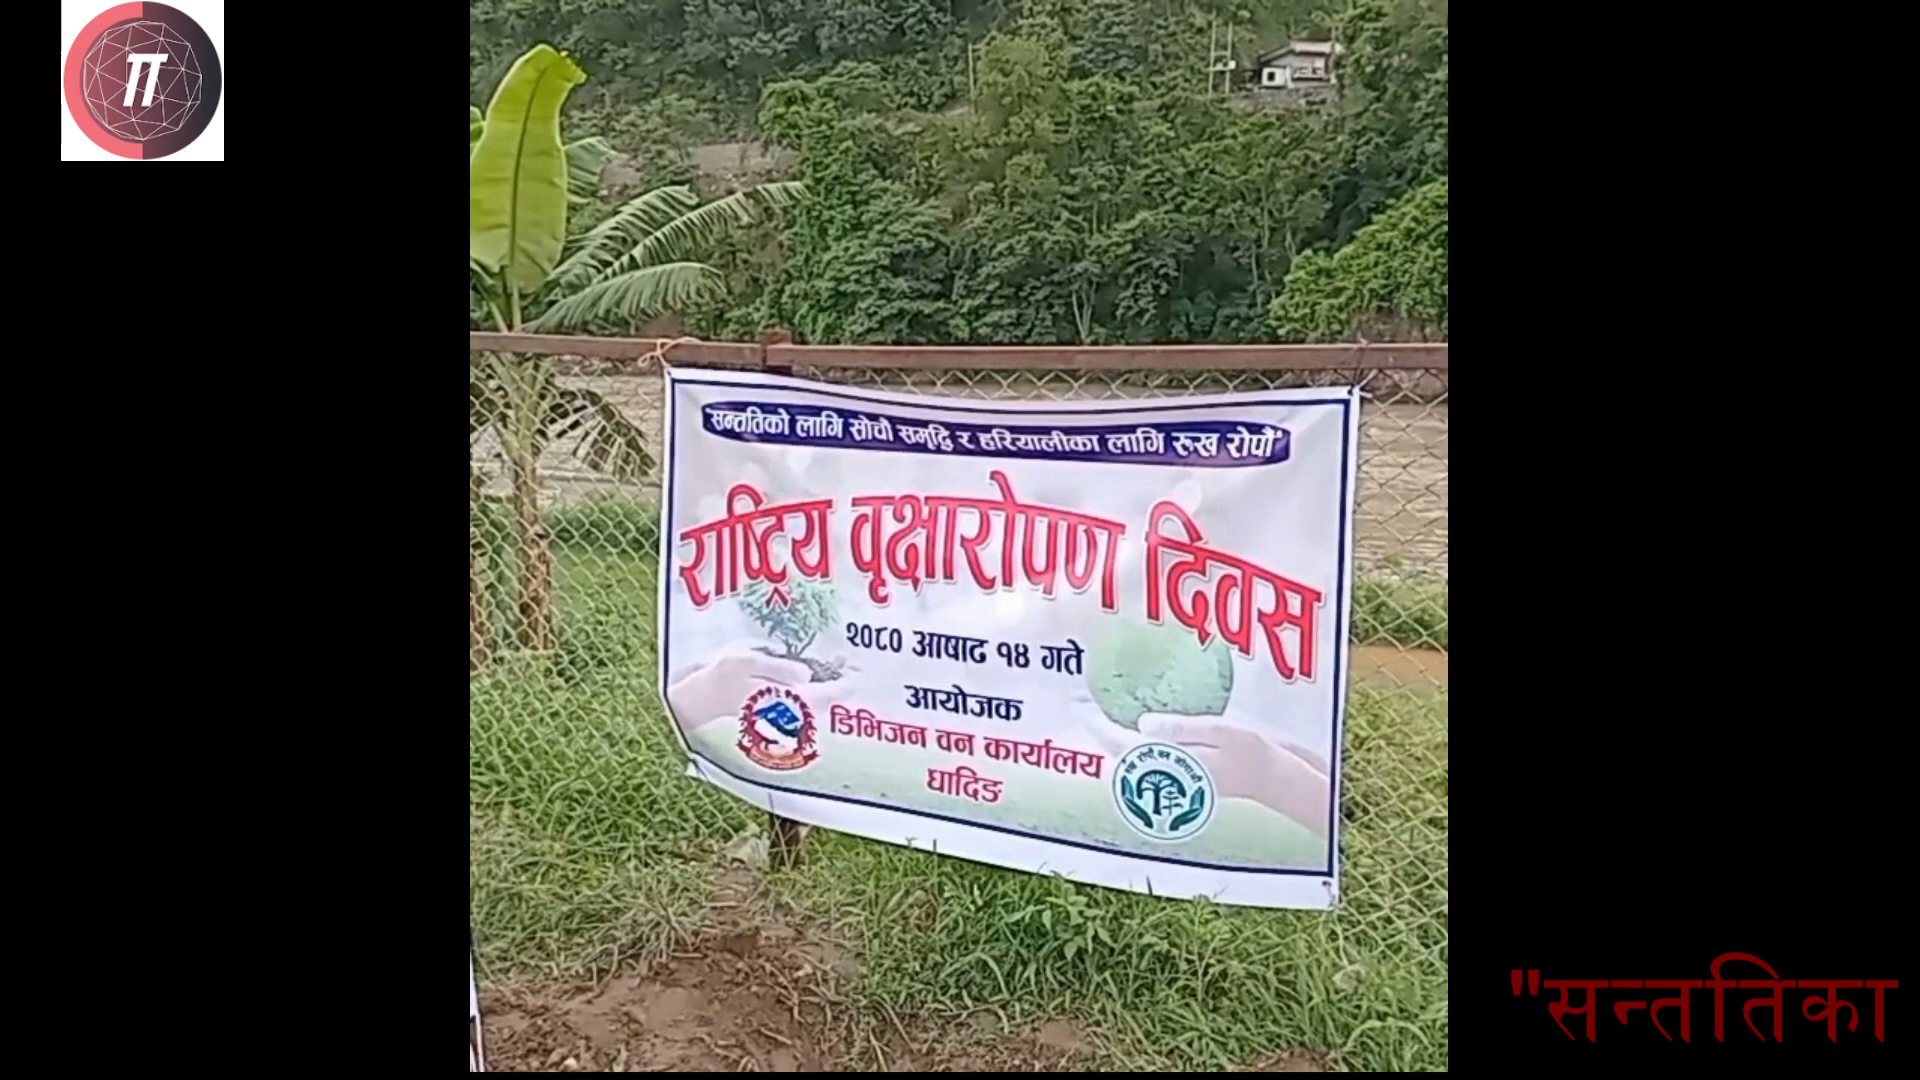 "सन्ततिको लागि सोचौं समृद्धि र हरियालीका लागि रुख रोपौं"
राष्ट्रिय वृक्षारोपण दिवस
२०८० आषाढ १४ गते
आयोजक
डिभिजन वन कार्यालय
धादिङ
"सन्ततिका